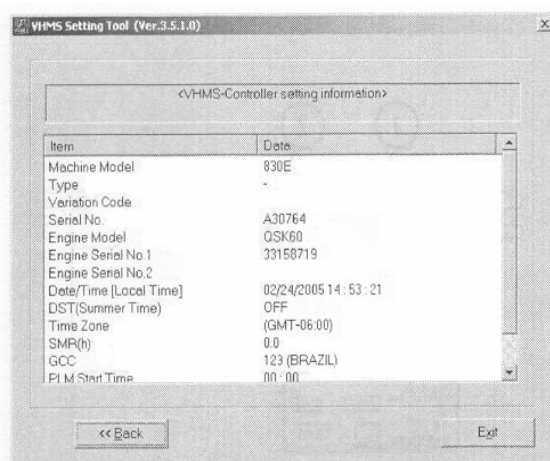 VHMS Setting Tool (Ver.3.5.1.0)
<VHMS-Controller setting information>
Item Data
Machine Model 830E
Type -
Variation Code
Serial No. A30764
Engine Model QSK60
Engine Serial No.1 33158719
Engine Serial No.2
Date/Time [Local Time] 02/24/2005 14 : 53 : 21
DST(Summer Time) OFF
Time Zone (GMT-06:00)
SMR(h) 0.0
GCC 123 (BRAZIL)
PLM Start Time 00 : 00
<< Back Exit